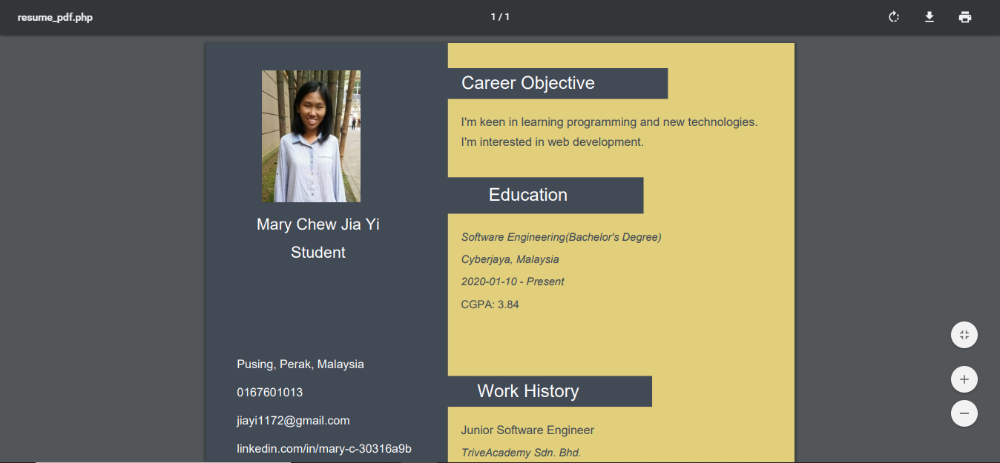 resume_pdf.php
1 / 1
Mary Chew Jia Yi
Student
Pusing, Perak, Malaysia
0167601013
jiayi1172@gmail.com
linkedin.com/in/mary-c-30316a9b
Career Objective
I'm keen in learning programming and new technologies.
I'm interested in web development.
Education
Software Engineering(Bachelor's Degree)
Cyberjaya, Malaysia
2020-01-10 - Present
CGPA: 3.84
Work History
Junior Software Engineer
TriveAcademy Sdn. Bhd.